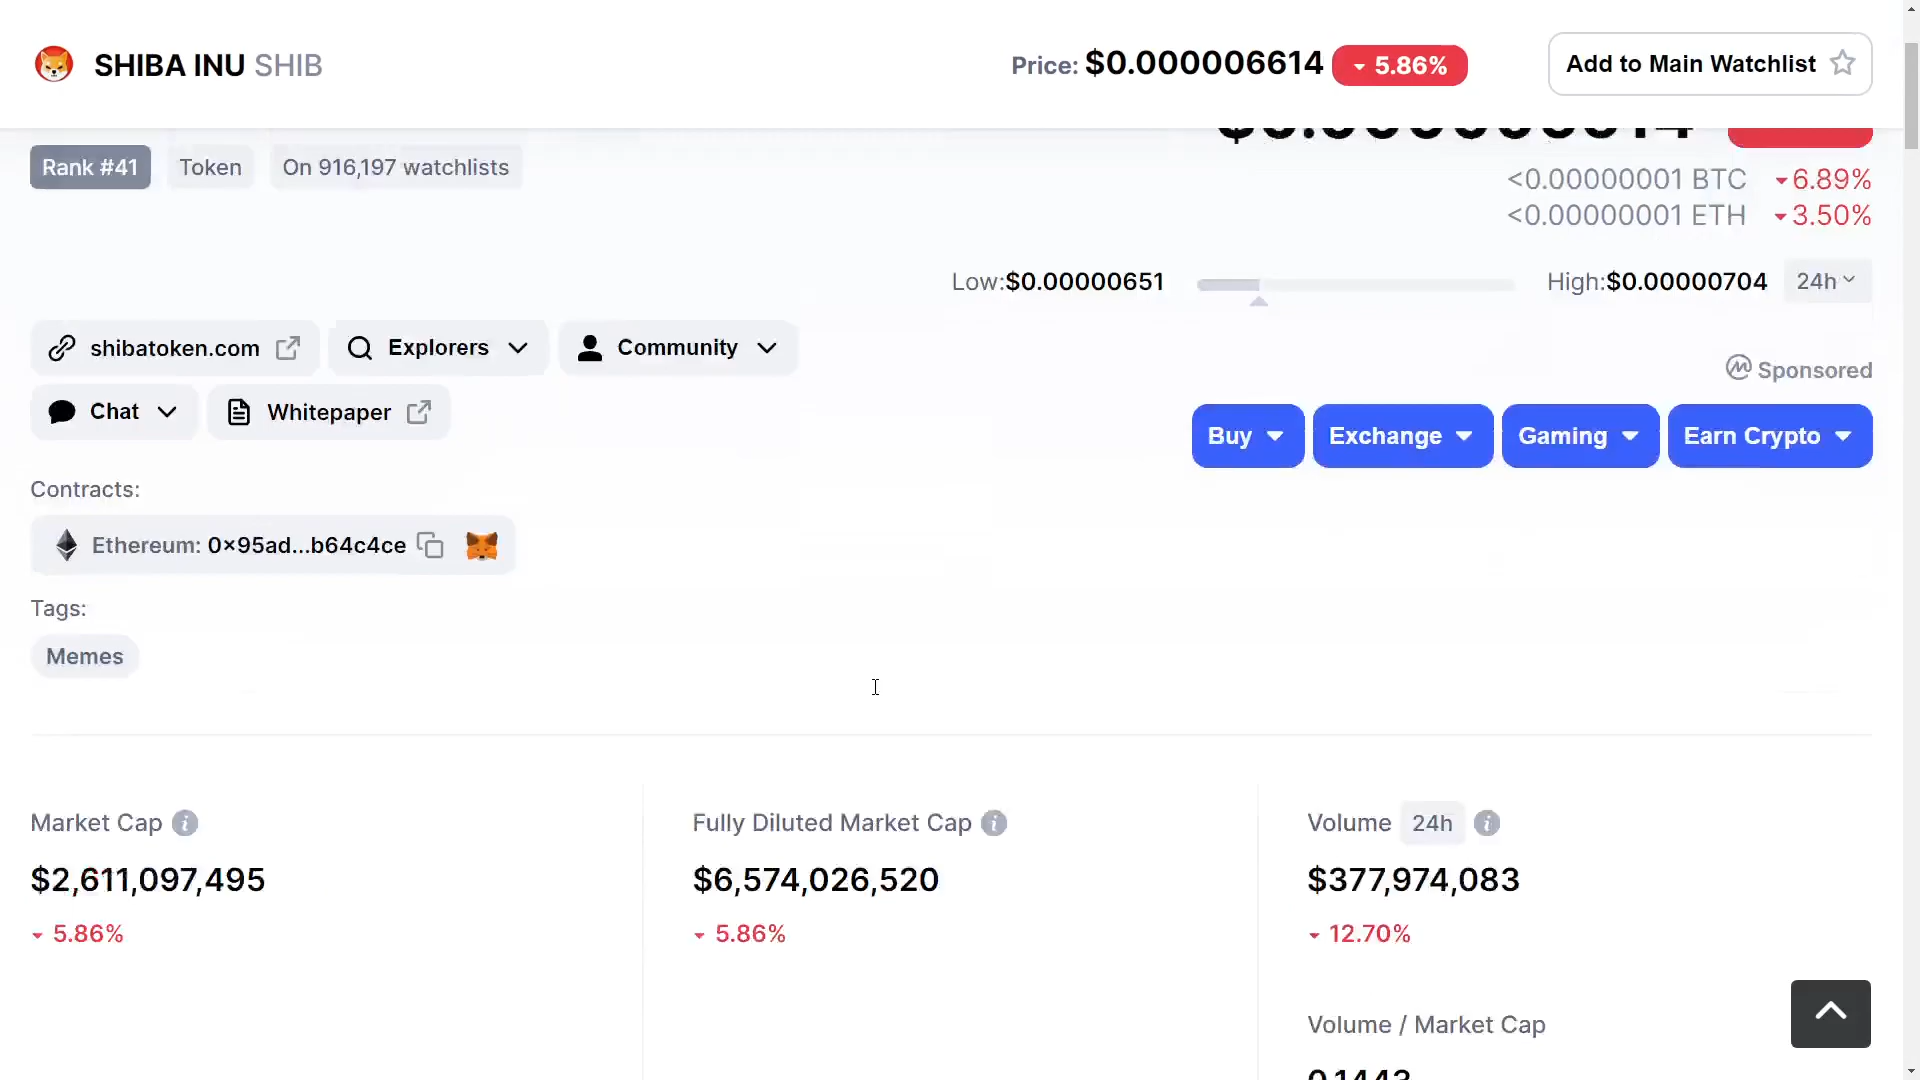 SHIBA INU SHIB
Price: $0.000006614 5.86%
Add to Main Watchlist
Rank #41 Token On 916,197 watchlists
<0.00000001 BTC 6.89%
<0.00000001 ETH 3.50%
Low:$0.00000651 High:$0.00000704 24h
shibatoken.com Explorers Community
Sponsored
Chat Whitepaper
Buy Exchange Gaming Earn Crypto
Contracts:
Ethereum: 0x95ad...b64c4ce
Tags:
Memes
Market Cap
$2,611,097,495
5.86%
Fully Diluted Market Cap
$6,574,026,520
5.86%
Volume 24h
$377,974,083
12.70%
Volume / Market Cap
0.1443